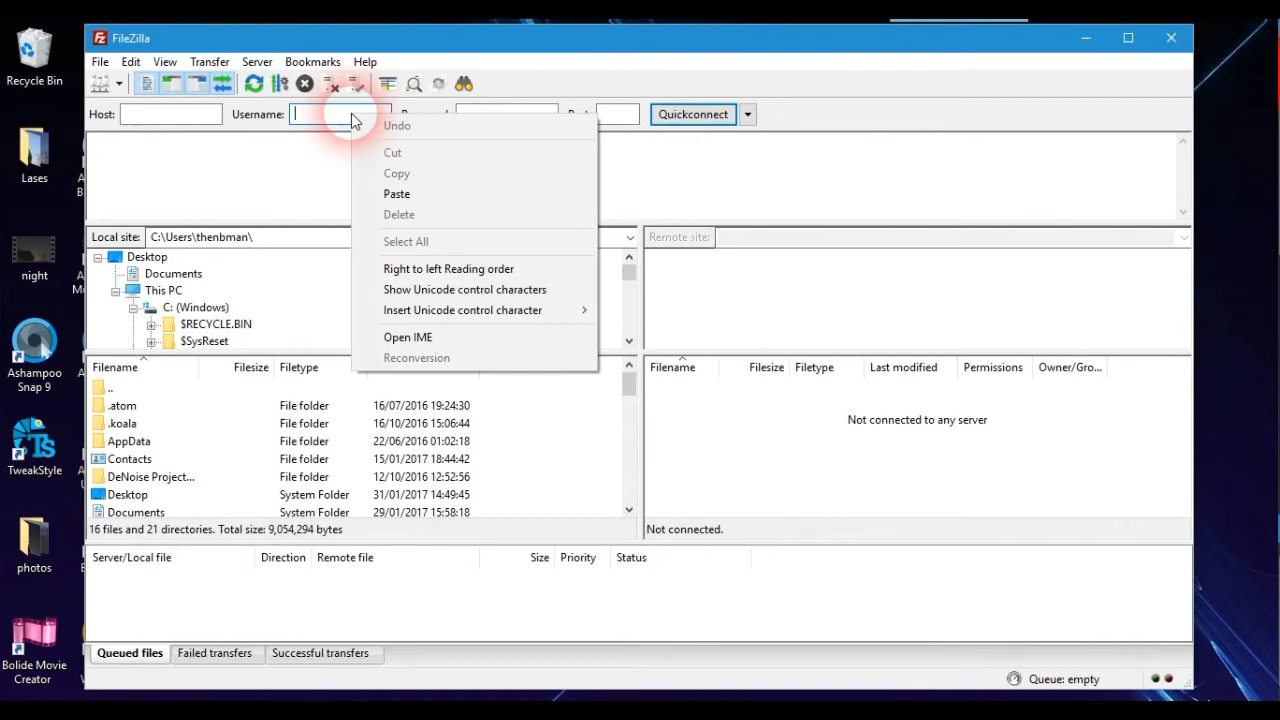 FileZilla
File Edit View Transfer Server Bookmarks Help
Host: Username: Quickconnect
Undo
Cut
Copy
Paste
Delete
Select All
Right to left Reading order
Show Unicode control characters
Insert Unicode control character
Open IME
Reconversion
Local site: C:\Users\thenbman\
Desktop
Documents
This PC
C: (Windows)
$RECYCLE.BIN
$SysReset
Remote site:
Filename Filesize Filetype
..
.atom File folder 16/07/2016 19:24:30
.koala File folder 16/10/2016 15:06:44
AppData File folder 22/06/2016 01:02:18
Contacts File folder 15/01/2017 18:44:42
DeNoise Project... File folder 12/10/2016 12:52:56
Desktop System Folder 31/01/2017 14:49:45
Documents System Folder 29/01/2017 15:58:18
16 files and 21 directories. Total size: 9,054,294 bytes
Filename Filesize Filetype Last modified Permissions Owner/Gro...
Not connected to any server
Not connected.
Server/Local file Direction Remote file Size Priority Status
Queued files Failed transfers Successful transfers
Queue: empty
Recycle Bin
Lases
night
Ashampoo
Snap 9
TweakStyle
photos
Bolide Movie
Creator